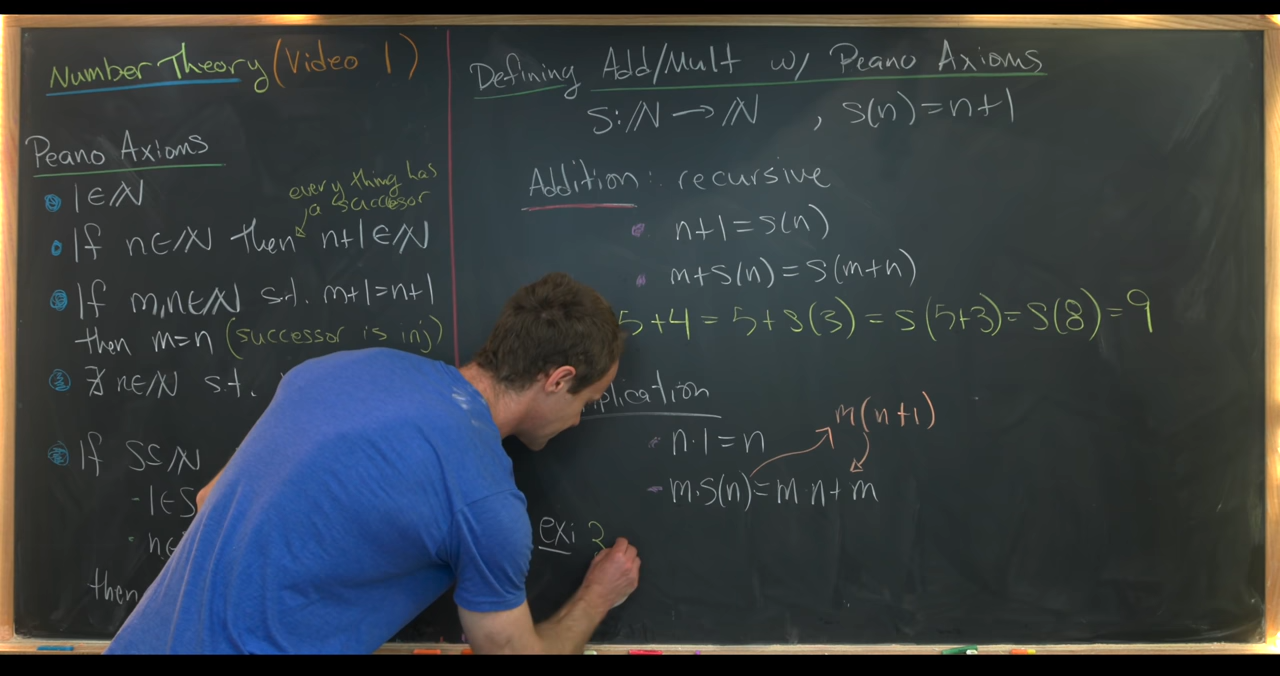 Number Theory (Video 1)
Peano Axioms
1∈ℕ
every thing has
a successor
If n∈ℕ then n+1∈ℕ
If m,n∈ℕ s.t. m+1=n+1
then m=n (successor is inj)
∄ n∈ℕ s.t.
If S⊆ℕ
-1∈S
then
Defining Add/Mult w/ Peano Axioms
S:ℕ→ℕ , S(n)=n+1
Addition: recursive
n+1=S(n)
m+S(n)=S(m+n)
5+4=5+S(3)=S(5+3)=S(8)=9
m(n+1)
n·1=n
m·S(n)=m·n+m
ex: 3